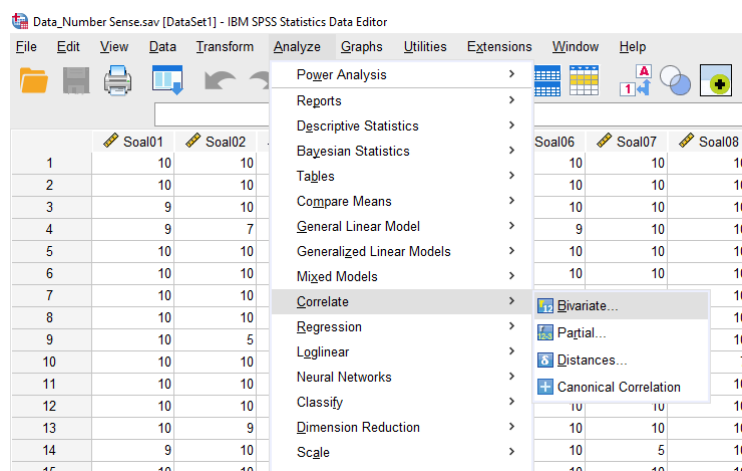 Data_Number Sense.sav [DataSet1] - IBM SPSS Statistics Data Editor
File Edit View Data Transform Analyze Graphs Utilities Extensions Window Help
Power Analysis
Reports
Descriptive Statistics
Bayesian Statistics
Tables
Compare Means
General Linear Model
Generalized Linear Models
Mixed Models
Correlate
Regression
Loglinear
Neural Networks
Classify
Dimension Reduction
Scale
Bivariate...
Partial...
Distances...
Canonical Correlation
A
1
Soal01 Soal02 Soal06 Soal07 Soal08
1 10 10 10 10
2 10 10 10 10
3 9 10 10 10
4 9 7 9 10
5 10 10 10 10
6 10 10 10 10
7 10 10
8 10 10
9 10 5
10 10 10
11 10 10
12 10 10 10 10
13 10 9 10 10
14 9 10 10 5
15 10 10 10 10